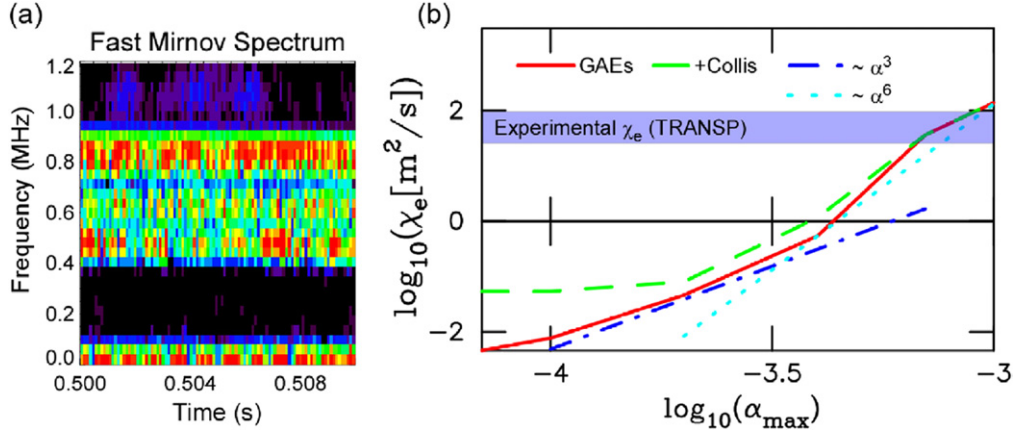 (a)
Fast Mirnov Spectrum
1.2
1.0
0.8
0.6
0.4
0.2
0.0
Frequency (MHz)
0.500
0.504
0.508
Time (s)
(b)
GAEs
+Collis
~ α³
~ α⁶
Experimental χₑ (TRANSP)
2
0
−2
log₁₀(χₑ[m²/s])
−4
−3.5
−3
log₁₀(αₘₐₓ)